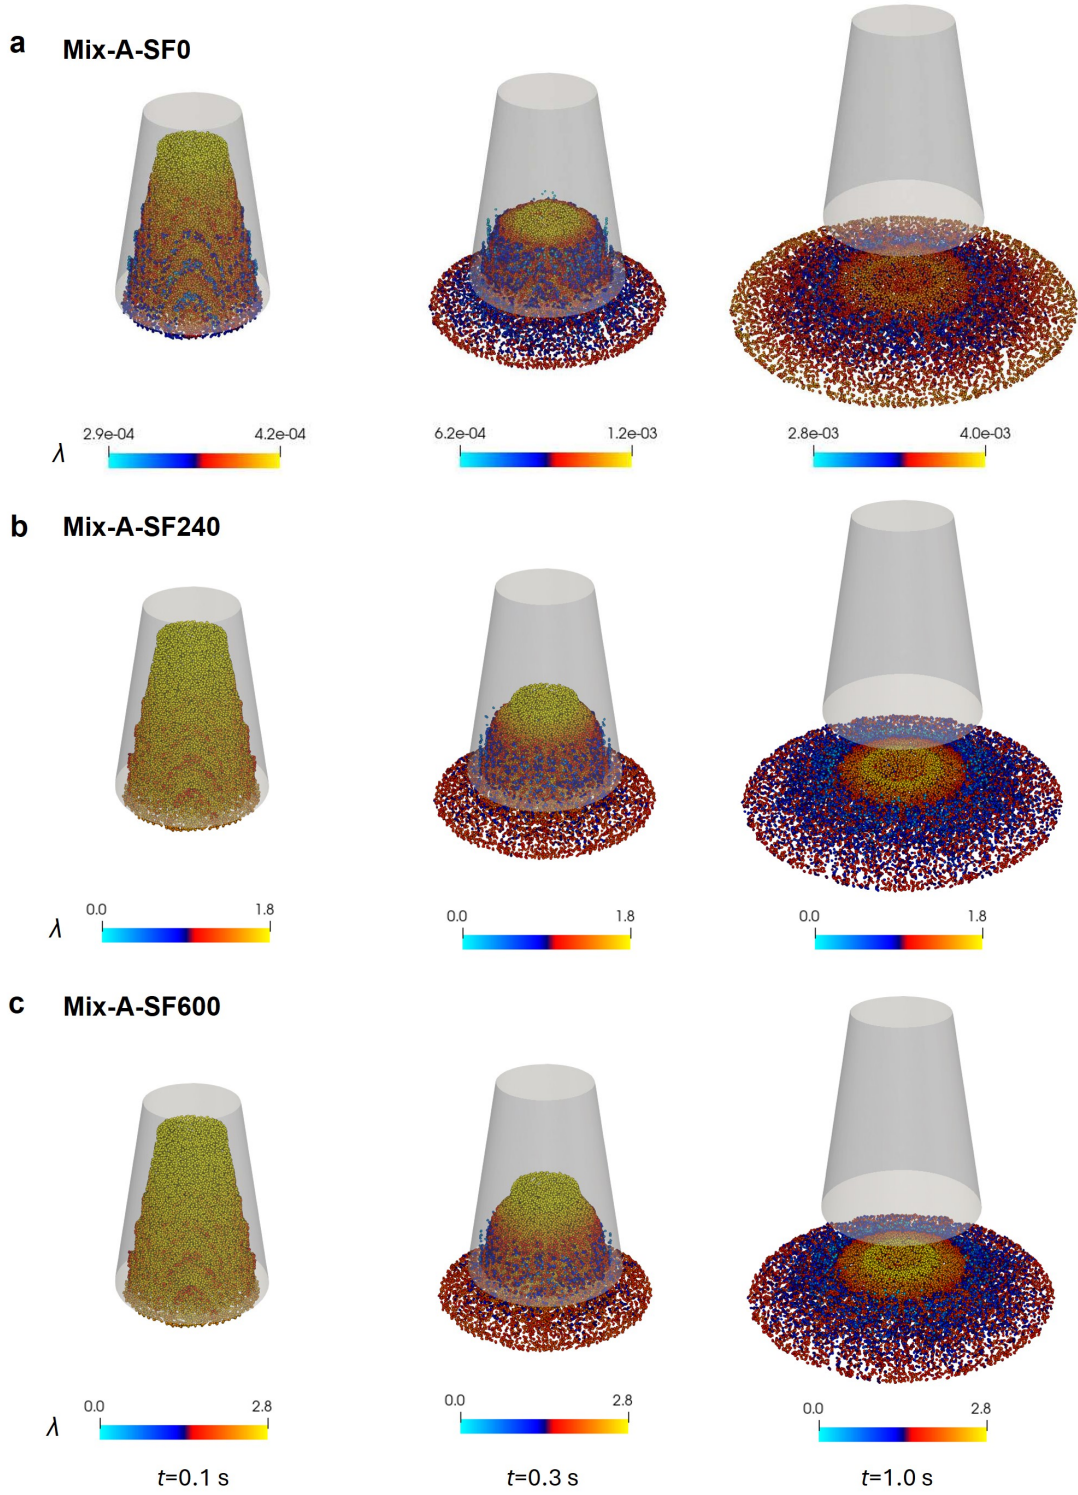 a Mix-A-SF0
λ 2.9e-04 4.2e-04 6.2e-04 1.2e-03 2.8e-03 4.0e-03
b Mix-A-SF240
λ 0.0 1.8 0.0 1.8 0.0 1.8
c Mix-A-SF600
λ 0.0 2.8 0.0 2.8 0.0 2.8
t=0.1 s t=0.3 s t=1.0 s